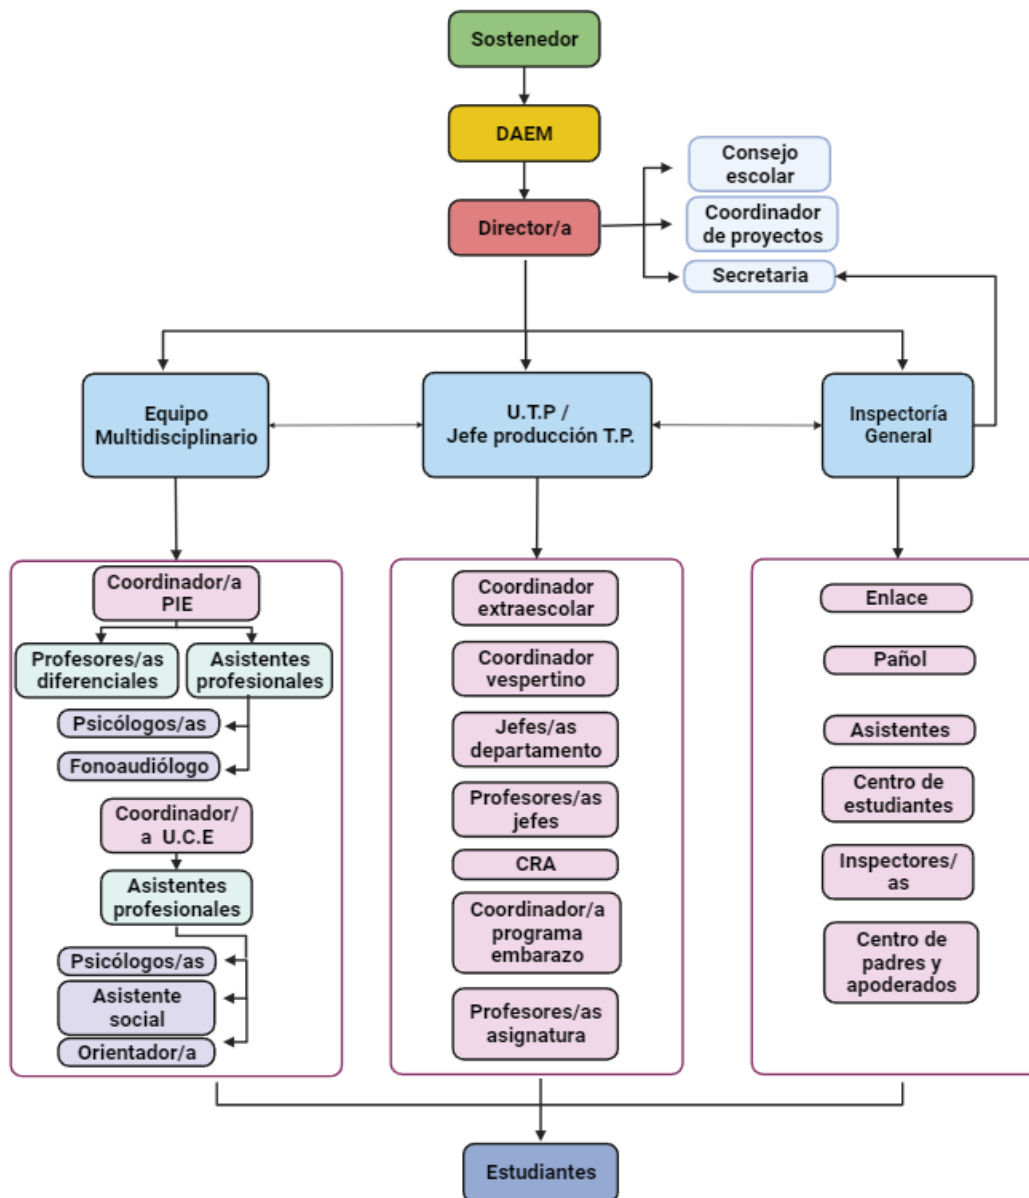 Sostenedor
DAEM
Director/a
Consejo
escolar
Coordinador
de proyectos
Secretaria
Equipo
Multidisciplinario
U.T.P /
Jefe producción T.P.
Inspectoría
General
Coordinador/a
PIE
Profesores/as
diferenciales
Asistentes
profesionales
Psicólogos/as
Fonoaudiólogo
Coordinador/
a U.C.E
Asistentes
profesionales
Psicólogos/as
Asistente
social
Orientador/a
Coordinador
extraescolar
Coordinador
vespertino
Jefes/as
departamento
Profesores/as
jefes
CRA
Coordinador/a
programa
embarazo
Profesores/as
asignatura
Enlace
Pañol
Asistentes
Centro de
estudiantes
Inspectores/
as
Centro de
padres y
apoderados
Estudiantes